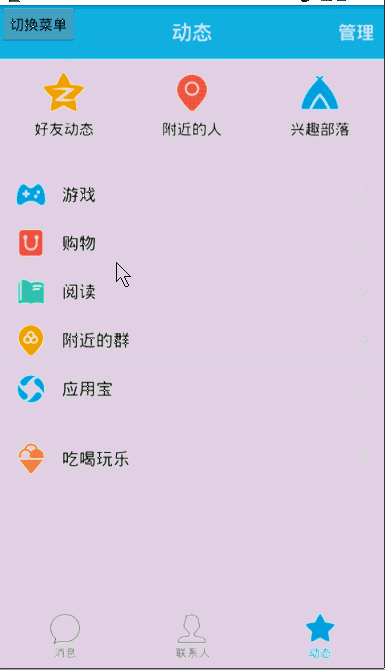 切换菜单
动态
管理
好友动态
附近的人
兴趣部落
游戏
购物
阅读
附近的群
应用宝
吃喝玩乐
消息
联系人
动态